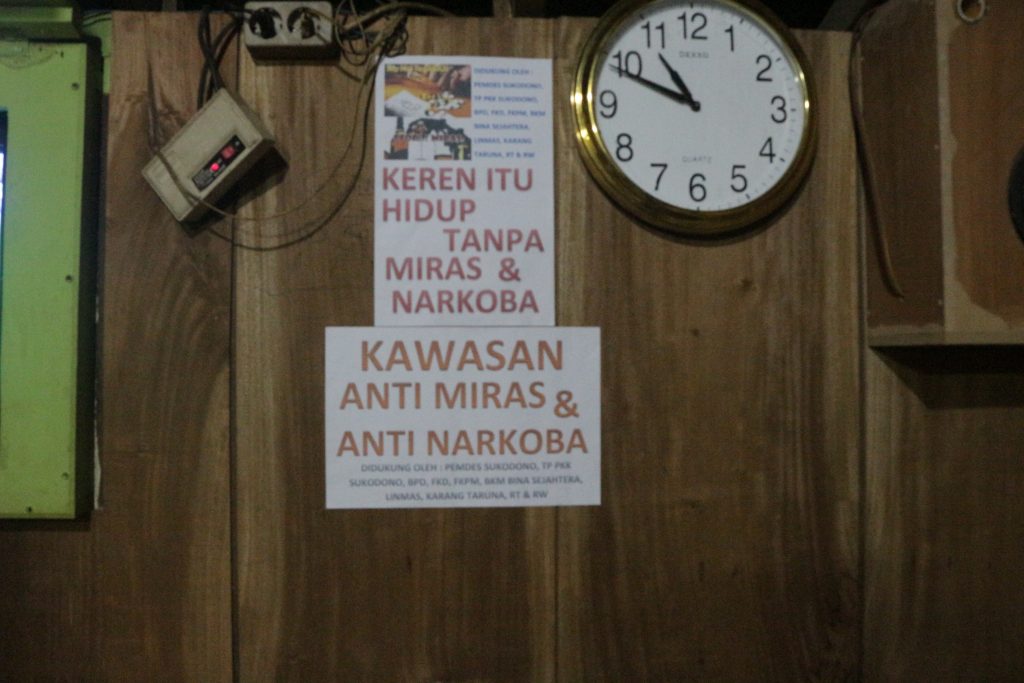 DIDUKUNG OLEH :
PEMDES SUKODONO,
TP PKK SUKODONO,
BPD, FKD, FKPM, BKM
BINA SEJAHTERA,
LINMAS, KARANG
TARUNA, RT & RW
KEREN ITU
HIDUP
TANPA
MIRAS &
NARKOBA
KAWASAN
ANTI MIRAS &
ANTI NARKOBA
DIDUKUNG OLEH : PEMDES SUKODONO, TP PKK
SUKODONO, BPD, FKD, FKPM, BKM BINA SEJAHTERA,
LINMAS, KARANG TARUNA, RT & RW
12
11
1
10
2
9
3
8
4
7
5
6
QUARTZ